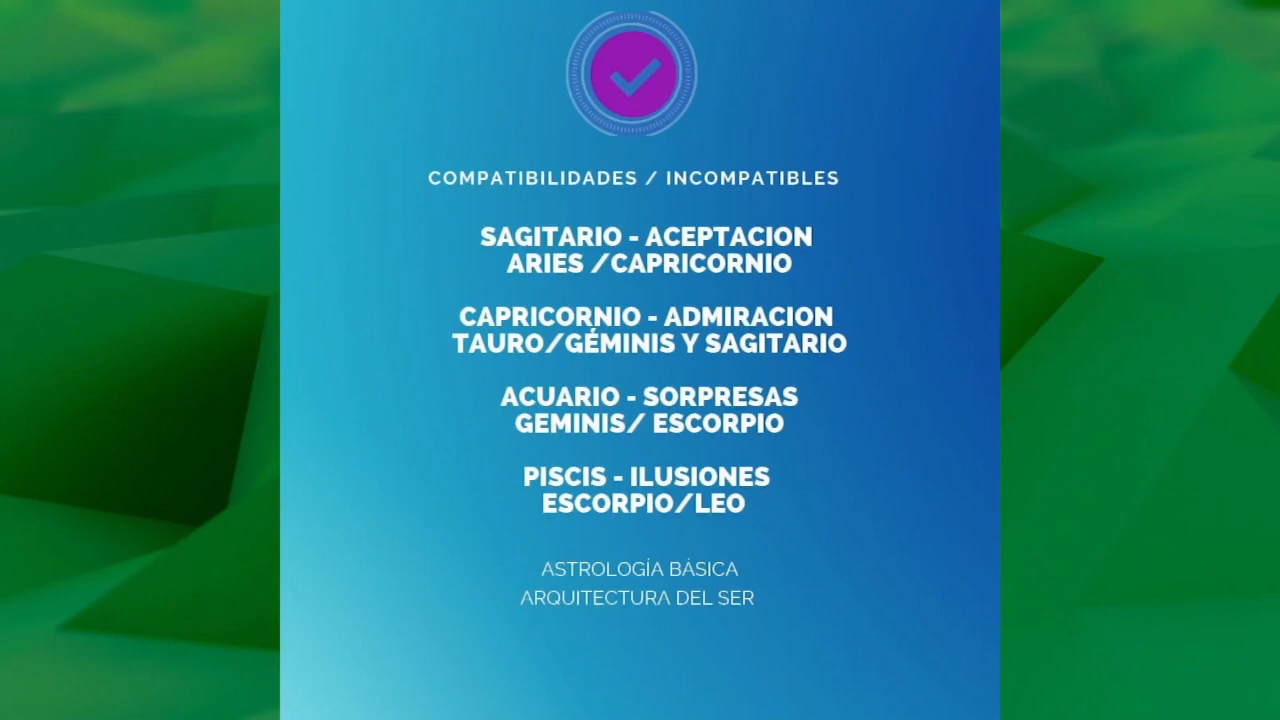 COMPATIBILIDADES / INCOMPATIBLES
SAGITARIO - ACEPTACION
ARIES /CAPRICORNIO
CAPRICORNIO - ADMIRACION
TAURO/GÉMINIS Y SAGITARIO
ACUARIO - SORPRESAS
GEMINIS/ ESCORPIO
PISCIS - ILUSIONES
ESCORPIO/LEO
ASTROLOGÍA BÁSICA
ARQUITECTURA DEL SER